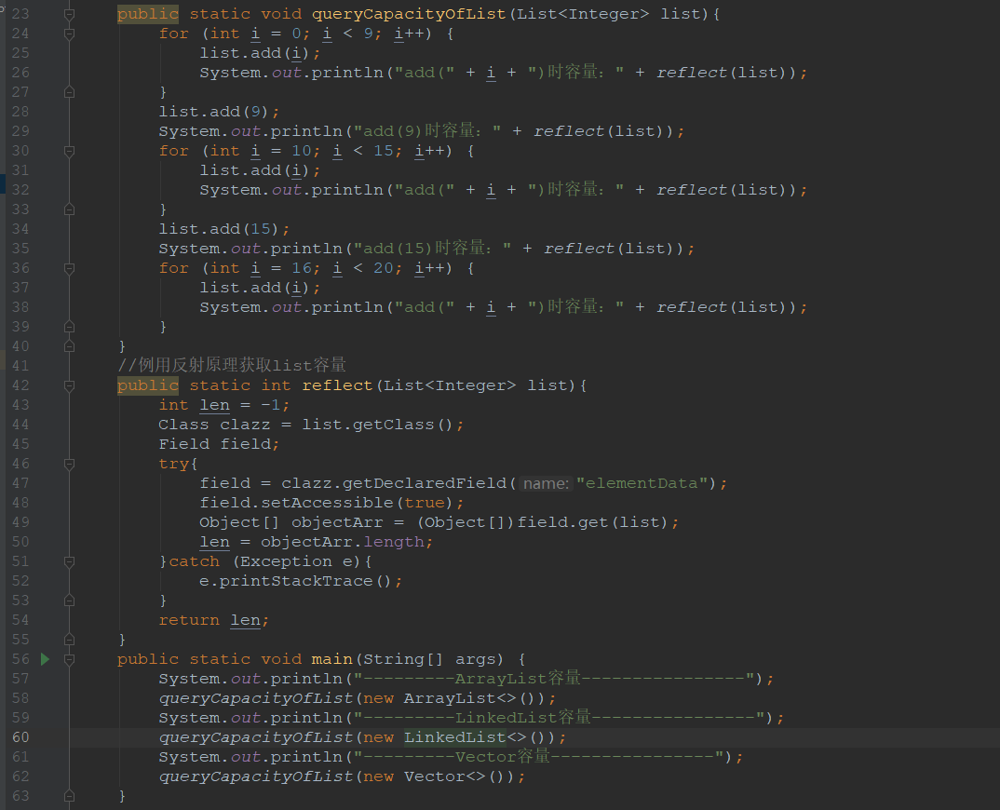 23 public static void queryCapacityOfList(List<Integer> list){
24 for (int i = 0; i < 9; i++) {
25 list.add(i);
26 System.out.println("add(" + i + ")时容量: " + reflect(list));
27 }
28 list.add(9);
29 System.out.println("add(9)时容量: " + reflect(list));
30 for (int i = 10; i < 15; i++) {
31 list.add(i);
32 System.out.println("add(" + i + ")时容量: " + reflect(list));
33 }
34 list.add(15);
35 System.out.println("add(15)时容量: " + reflect(list));
36 for (int i = 16; i < 20; i++) {
37 list.add(i);
38 System.out.println("add(" + i + ")时容量: " + reflect(list));
39 }
40 }
41 //例用反射原理获取list容量
42 public static int reflect(List<Integer> list){
43 int len = -1;
44 Class clazz = list.getClass();
45 Field field;
46 try{
47 field = clazz.getDeclaredField( name: "elementData");
48 field.setAccessible(true);
49 Object[] objectArr = (Object[])field.get(list);
50 len = objectArr.length;
51 }catch (Exception e){
52 e.printStackTrace();
53 }
54 return len;
55 }
56 public static void main(String[] args) {
57 System.out.println("---------ArrayList容量----------------");
58 queryCapacityOfList(new ArrayList<>());
59 System.out.println("---------LinkedList容量----------------");
60 queryCapacityOfList(new LinkedList<>());
61 System.out.println("---------Vector容量----------------");
62 queryCapacityOfList(new Vector<>());
63 }